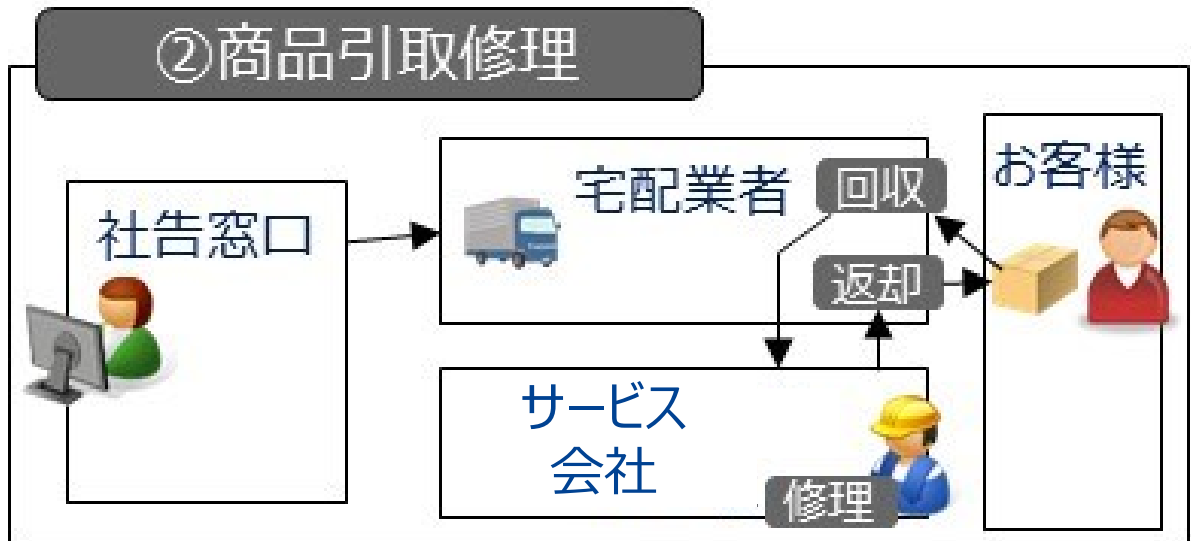 ②商品引取修理
社告窓口
宅配業者
回収
返却
お客様
サービス
会社
修理